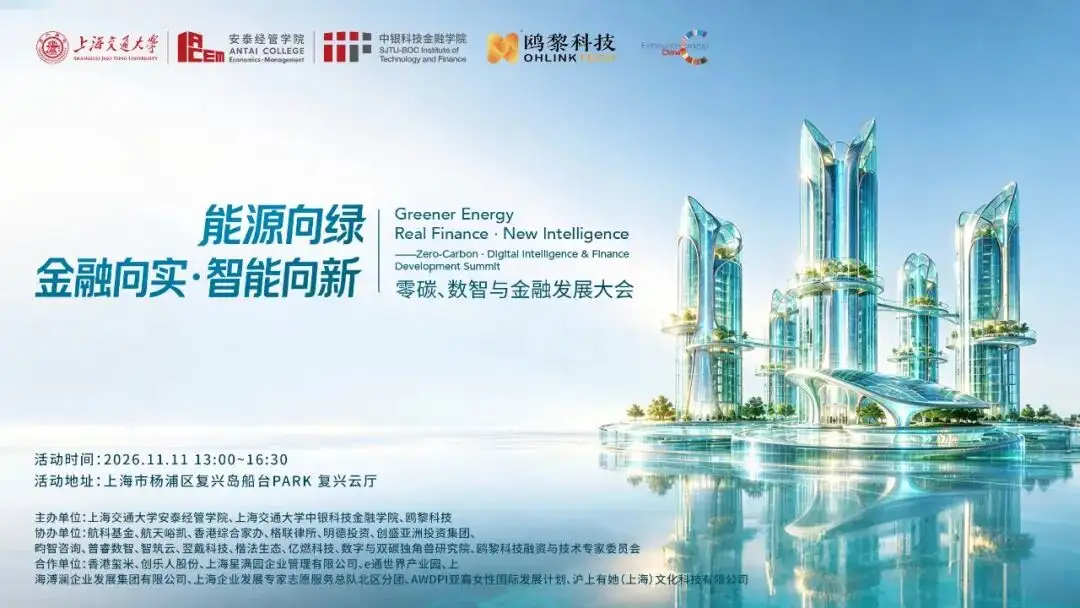 上海交通大学
SHANGHAI JIAO TONG UNIVERSITY
ACEM
安泰经管学院
ANTAI COLLEGE
Economics·Management
中银科技金融学院
SJTU-BOC Institute of
Technology and Finance
鸥黎科技
OHLINK TECH
Entrepreneurship
China
能源向绿
金融向实·智能向新
Greener Energy
Real Finance · New Intelligence
——Zero-Carbon · Digital Intelligence & Finance
Development Summit
零碳、数智与金融发展大会
活动时间：2026.11.11 13:00~16:30
活动地址：上海市杨浦区复兴岛船台PARK 复兴云厅
主办单位：上海交通大学安泰经管学院、上海交通大学中银科技金融学院、鸥黎科技
协办单位：航科基金、航天峪凯、香港综合家办、格联律所、明德投资、创盛亚洲投资集团、
昀智咨询、普睿数智、智筑云、翌戴科技、楷法生态、亿燃科技、数字与双碳独角兽研究院、鸥黎科技融资与技术专家委员会
合作单位：香港玺米、创乐人股份、上海星满园企业管理有限公司、e通世界产业园、上
海溥澜企业发展集团有限公司、上海企业发展专家志愿服务总队北区分团、AWDPI亚裔女性国际发展计划、沪上有她（上海）文化科技有限公司